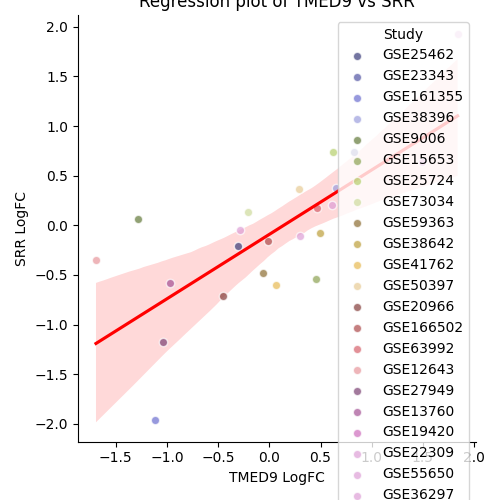 Regression plot of TMED9 vs SRR
2.0
1.5
1.0
0.5
0.0
−0.5
−1.0
−1.5
−2.0
SRR LogFC
−1.5 −1.0 −0.5 0.0 0.5 1.0 1.5 2.0
TMED9 LogFC
Study
GSE25462
GSE23343
GSE161355
GSE38396
GSE9006
GSE15653
GSE25724
GSE73034
GSE59363
GSE38642
GSE41762
GSE50397
GSE20966
GSE166502
GSE63992
GSE12643
GSE27949
GSE13760
GSE19420
GSE22309
GSE55650
GSE36297